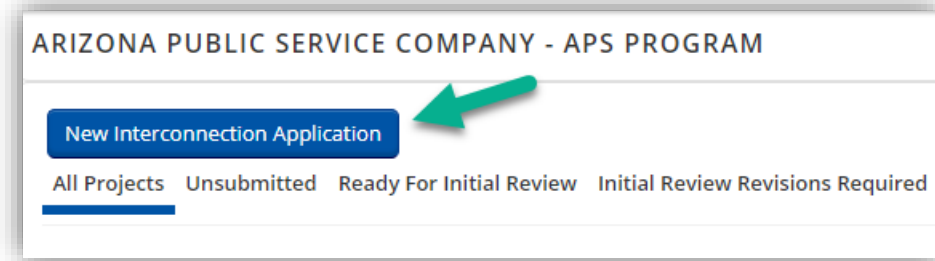 ARIZONA PUBLIC SERVICE COMPANY - APS PROGRAM
New Interconnection Application
All Projects Unsubmitted Ready For Initial Review Initial Review Revisions Required